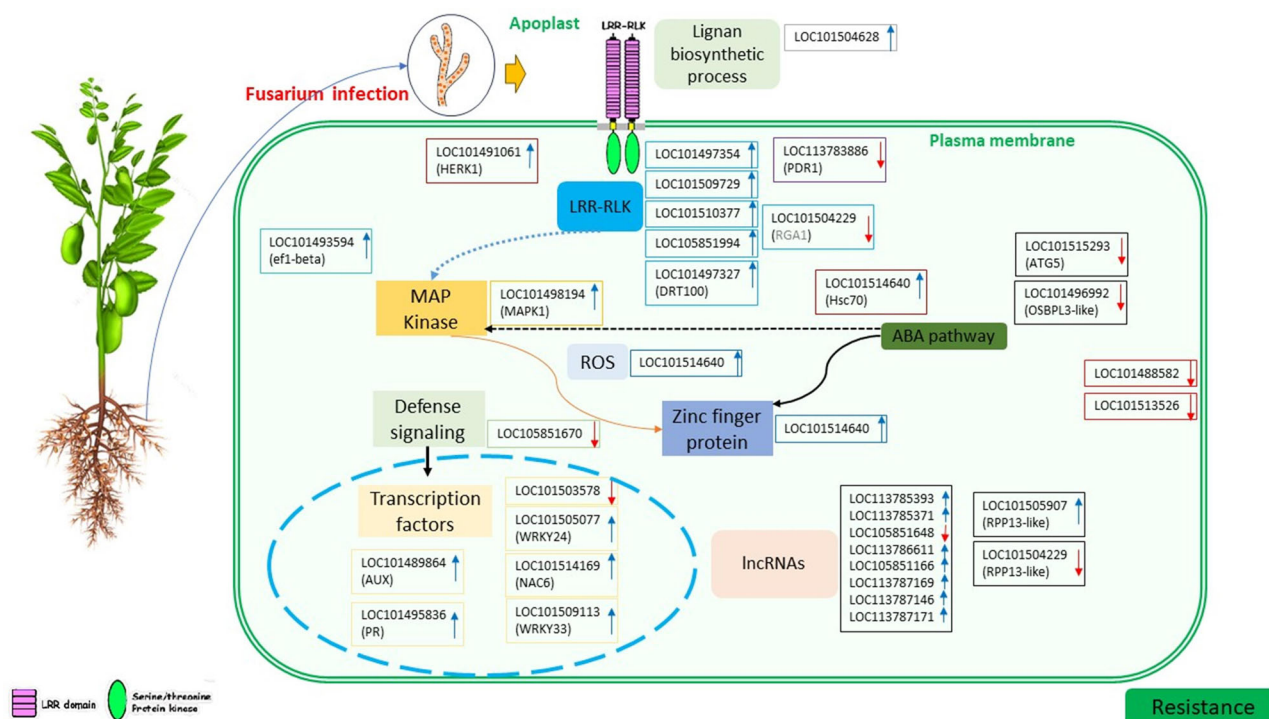 Apoplast
LRR-RLK
Lignan
biosynthetic
process
LOC101504628
Fusarium infection
Plasma membrane
LOC101491061
(HERK1)
LOC101497354
LOC101509729
LOC101510377
LOC105851994
LOC101497327
(DRT100)
LOC113783886
(PDR1)
LRR-RLK
LOC101504229
(RGA1)
LOC101493594
(ef1-beta)
LOC101515293
(ATG5)
LOC101496992
(OSBPL3-like)
LOC101514640
(Hsc70)
MAP
Kinase
LOC101498194
(MAPK1)
ABA pathway
ROS
LOC101514640
LOC101488582
LOC101513526
Defense
signaling
LOC105851670
Zinc finger
protein
LOC101514640
Transcription
factors
LOC101503578
LOC101505077
(WRKY24)
LOC101514169
(NAC6)
LOC101509113
(WRKY33)
LOC101489864
(AUX)
LOC101495836
(PR)
lncRNAs
LOC113785393
LOC113785371
LOC105851648
LOC113786611
LOC105851166
LOC113787169
LOC113787146
LOC113787171
LOC101505907
(RPP13-like)
LOC101504229
(RPP13-like)
LRR domain
Serine/threonine
Protein kinase
Resistance